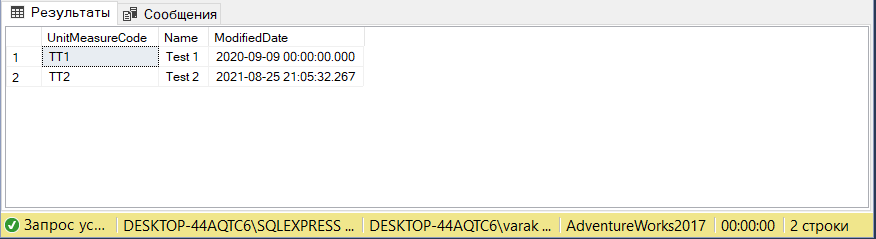 Результаты Сообщения
UnitMeasureCode Name ModifiedDate
1 TT1 Test 1 2020-09-09 00:00:00.000
2 TT2 Test 2 2021-08-25 21:05:32.267
Запрос ус... DESKTOP-44AQTC6\SQLEXPRESS ... DESKTOP-44AQTC6\varak ... AdventureWorks2017 00:00:00 2 строки